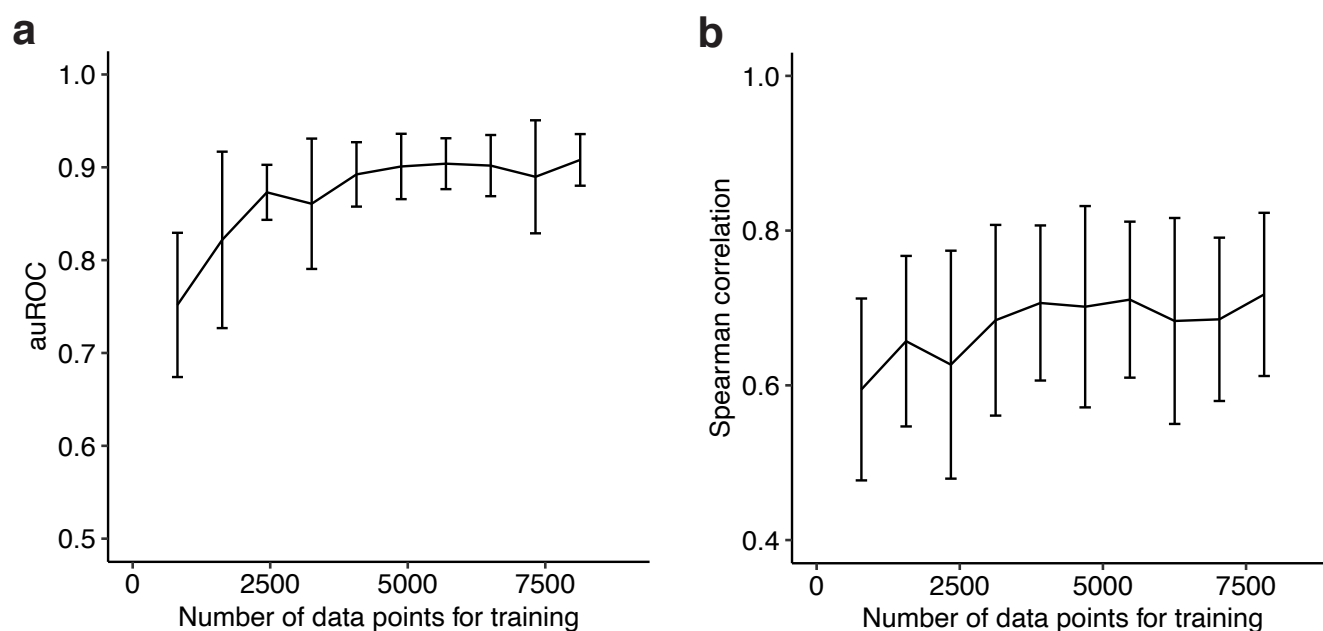 a
1.0
0.9
0.8
0.7
0.6
0.5
auROC
0 2500 5000 7500
Number of data points for training
b
1.0
0.8
0.6
0.4
Spearman correlation
0 2500 5000 7500
Number of data points for training